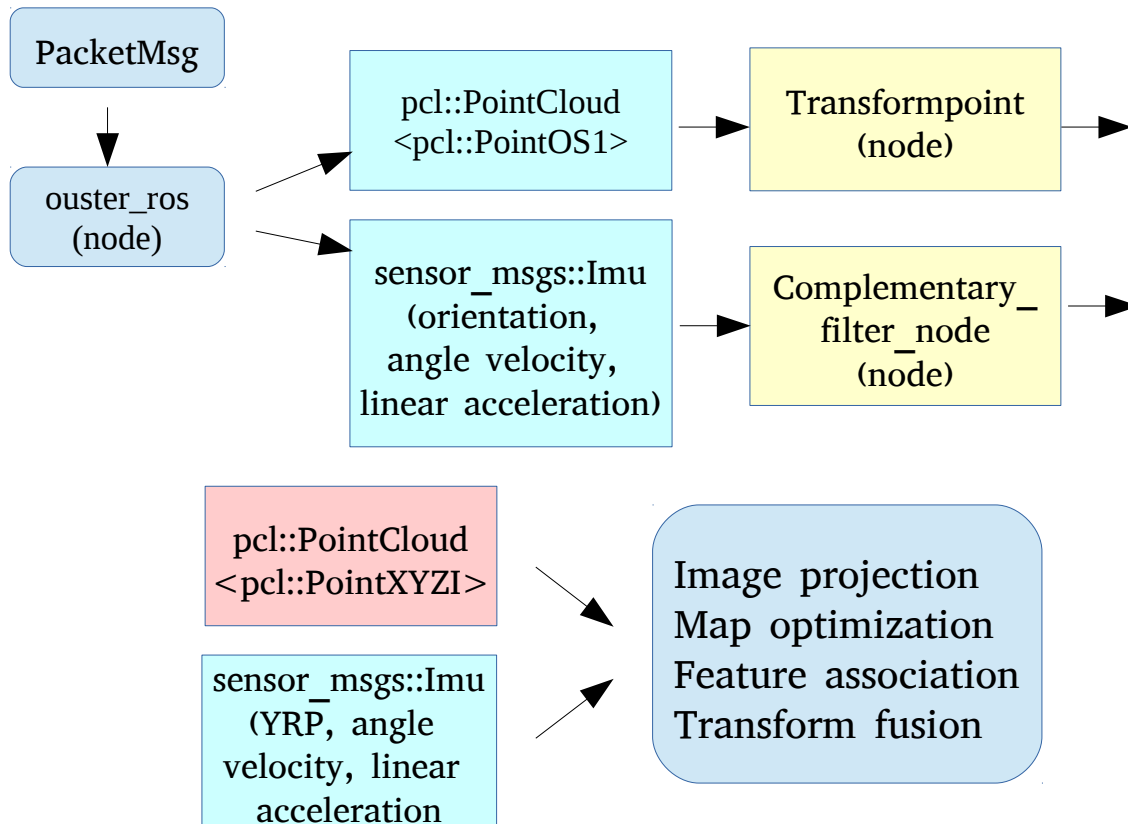 PacketMsg
ouster_ros
(node)
pcl::PointCloud
<pcl::PointOS1>
Transformpoint
(node)
sensor_msgs::Imu
(orientation,
angle velocity,
linear acceleration)
Complementary_
filter_node
(node)
pcl::PointCloud
<pcl::PointXYZI>
sensor_msgs::Imu
(YRP, angle
velocity, linear
acceleration
Image projection
Map optimization
Feature association
Transform fusion